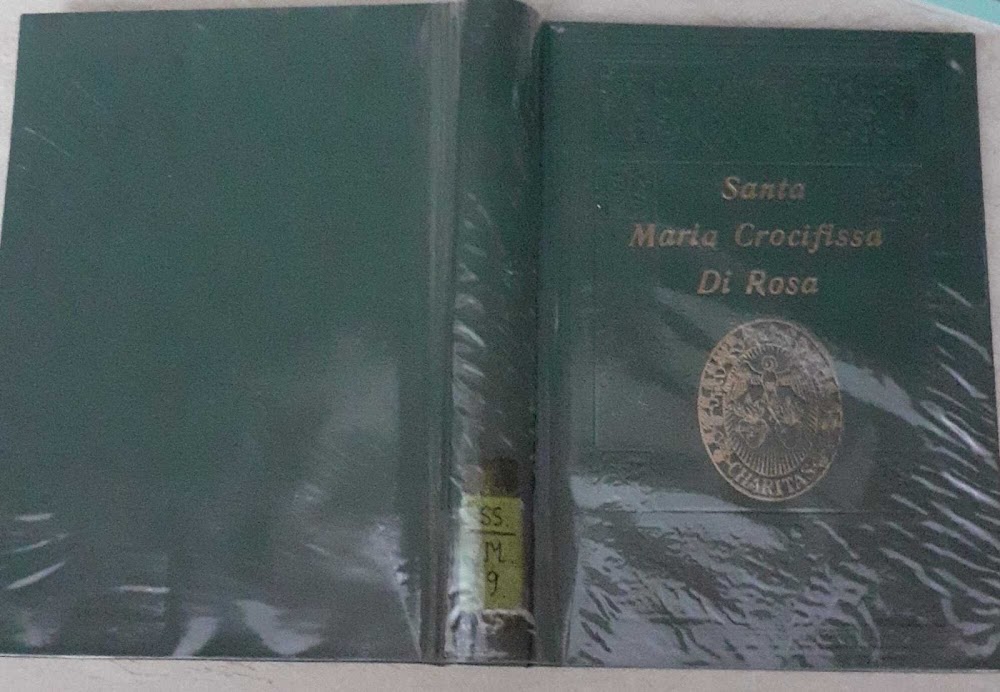 Santa
Maria Crocifissa
Di Rosa
CHARITAS
SS.
M
9